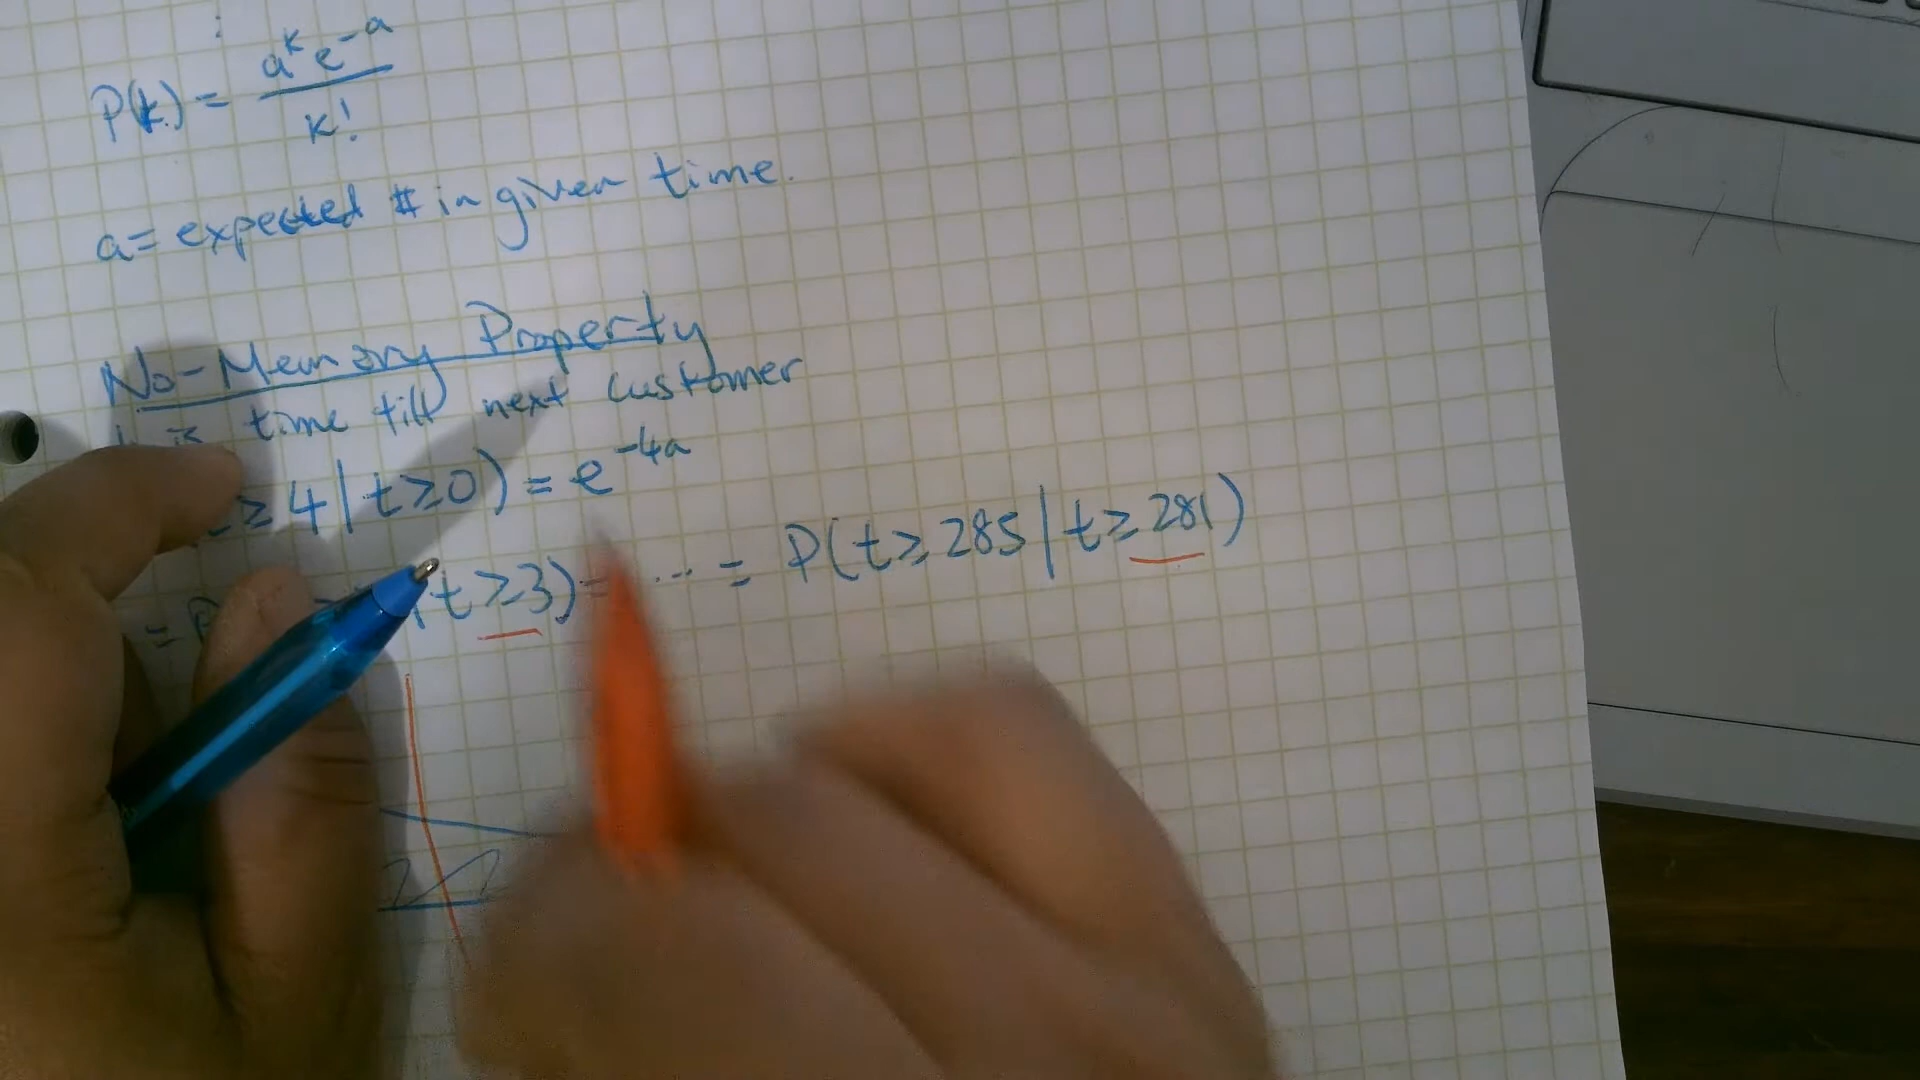 P(k) = a^k e^-a / k!
a = expected # in given time.
No-Memory Property
time till next customer
≥ 4 | t ≥ 0) = e^-4a
= P t ≥ 3) = ... = P(t ≥ 285 | t ≥ 281)